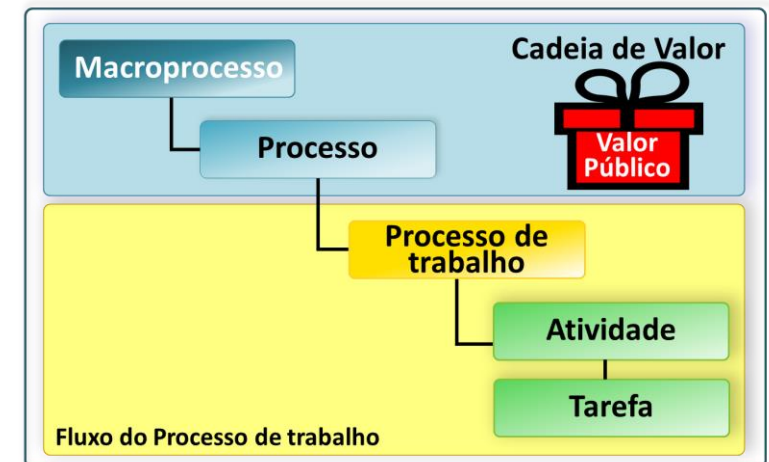 Cadeia de Valor
Macroprocesso
Processo
Valor
Público
Processo de
trabalho
Atividade
Tarefa
Fluxo do Processo de trabalho